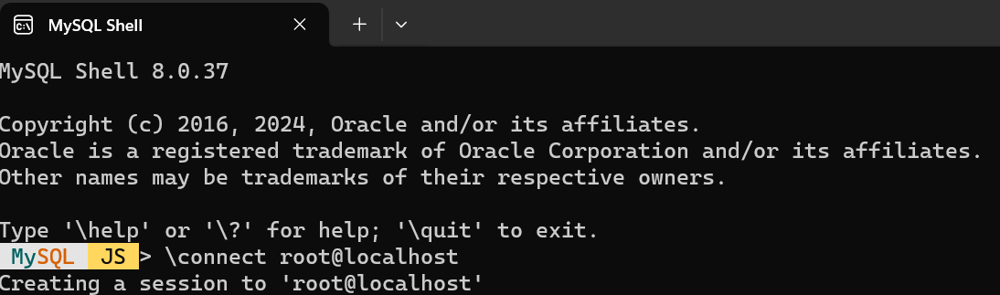 MySQL Shell
MySQL Shell 8.0.37
Copyright (c) 2016, 2024, Oracle and/or its affiliates.
Oracle is a registered trademark of Oracle Corporation and/or its affiliates.
Other names may be trademarks of their respective owners.
Type '\help' or '\?' for help; '\quit' to exit.
MySQL JS > \connect root@localhost
Creating a session to 'root@localhost'